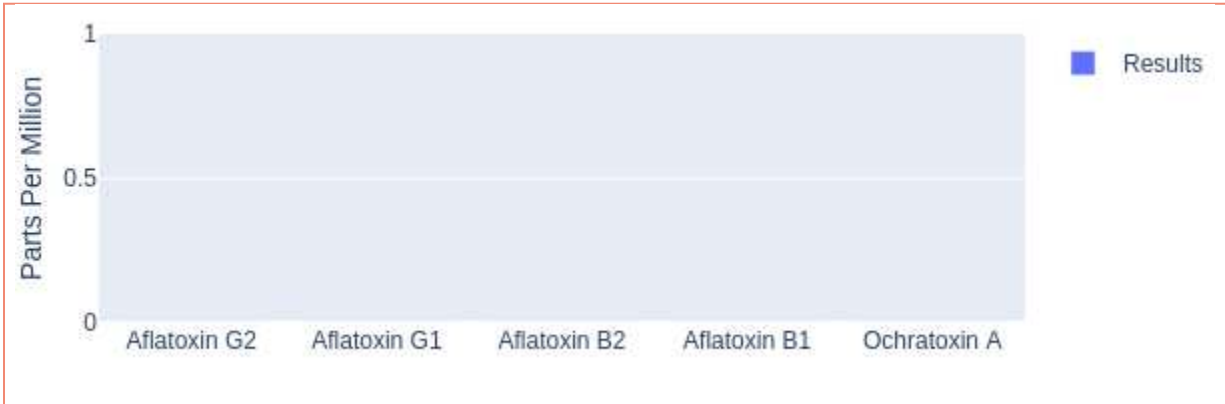 Parts Per Million
1
0.5
0
Aflatoxin G2
Aflatoxin G1
Aflatoxin B2
Aflatoxin B1
Ochratoxin A
Results